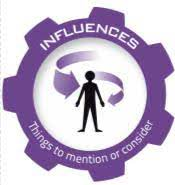 INFLUENCES
Things to mention or consider